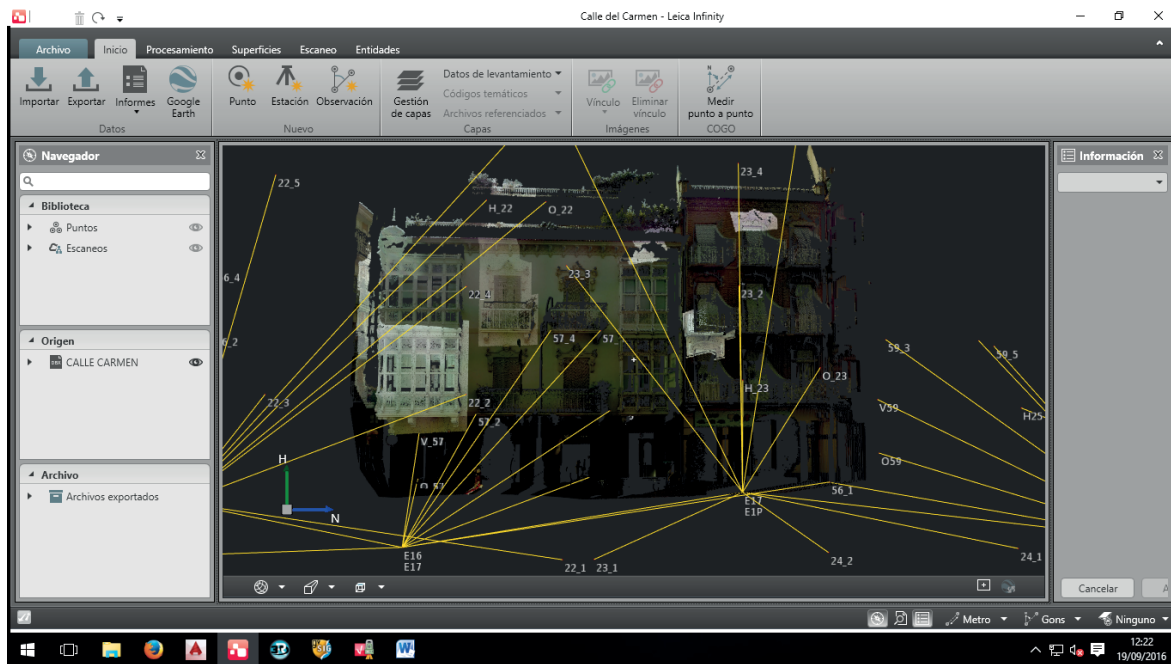 Calle del Carmen - Leica Infinity
Archivo Inicio Procesamiento Superficies Escaneo Entidades
Importar Exportar Informes Google Earth
Datos
Punto Estación Observación
Nuevo
Gestión de capas
Datos de levantamiento
Códigos temáticos
Archivos referenciados
Capas
Vínculo Eliminar vínculo
Imágenes
Medir punto a punto
COGO
Navegador
Biblioteca
Puntos
Escaneos
Origen
CALLE CARMEN
Archivo
Archivos exportados
22_5
H_22
O_22
23_4
6_4
23_3
22_4
23_2
6_2
57_4
57_
59_3
59_5
O_23
H_23
22_3
22_2
57_2
V59
H25
V_57
O59
H
O_57
56_1
N
E17
E1P
E16
E17
22_1
23_1
24_2
24_1
Información
Cancelar
A
Metro
Gons
Ninguno
W
12:22
19/09/2016